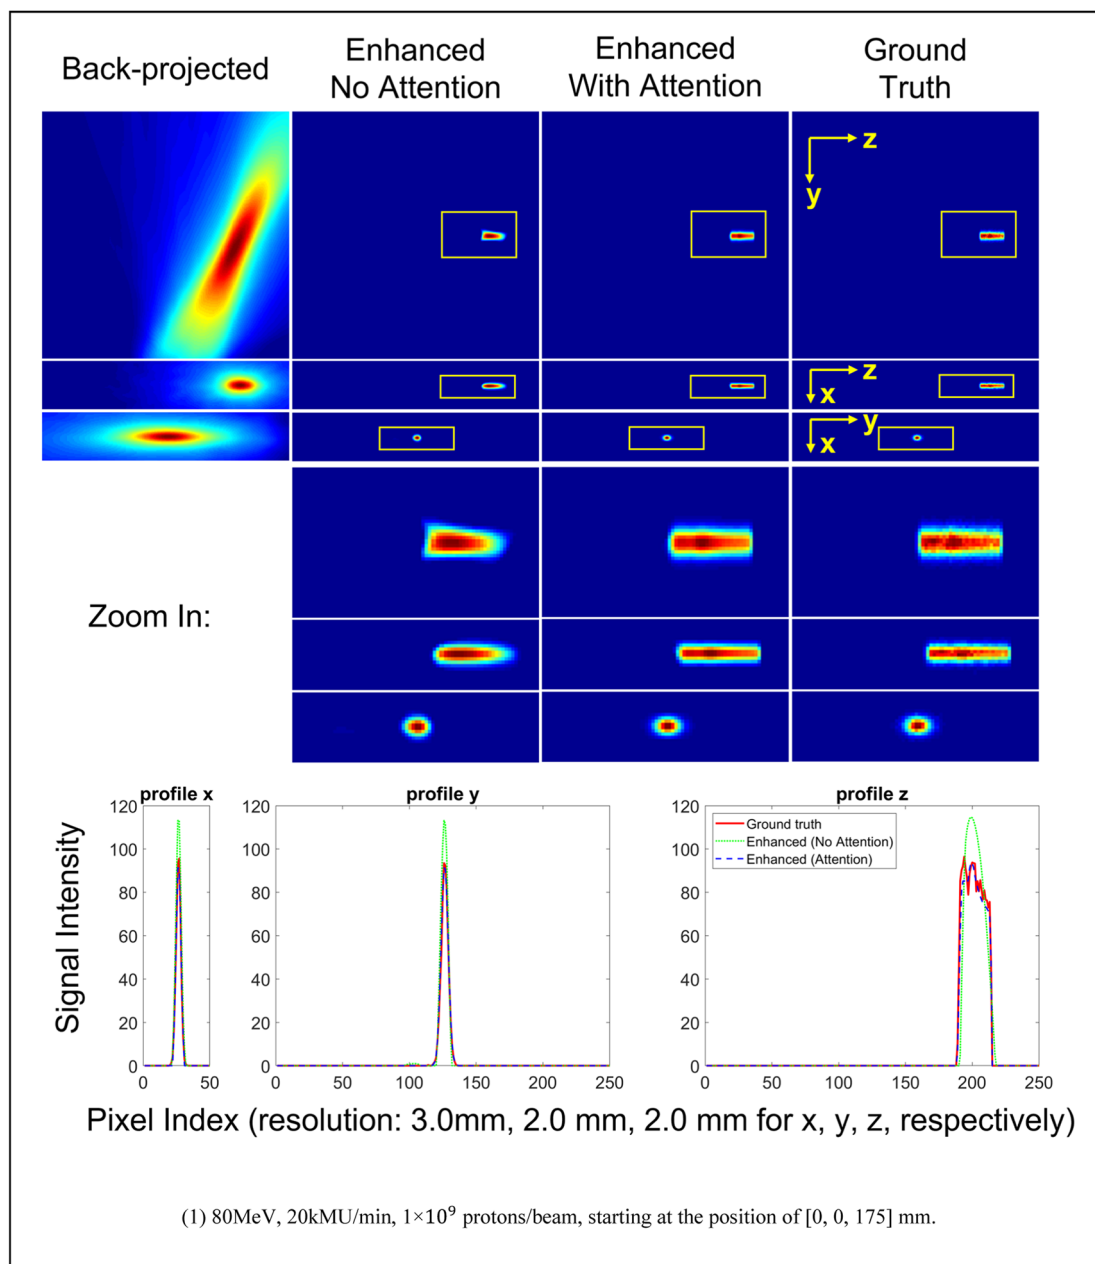 Back-projected
Enhanced
No Attention
Enhanced
With Attention
Ground
Truth
z
y
z
x
y
x
Zoom In:
profile x
profile y
profile z
Signal Intensity
120
100
80
60
40
20
0
0 50
120
100
80
60
40
20
0
0 50 100 150 200 250
120
100
80
60
40
20
0
0 50 100 150 200 250
Ground truth
Enhanced (No Attention)
Enhanced (Attention)
Pixel Index (resolution: 3.0mm, 2.0 mm, 2.0 mm for x, y, z, respectively)
(1) 80MeV, 20kMU/min, 1×10⁹ protons/beam, starting at the position of [0, 0, 175] mm.